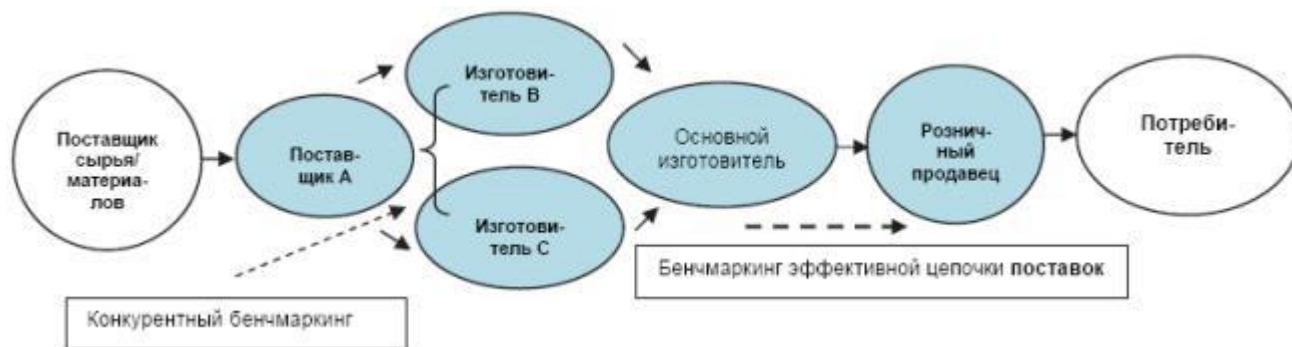 Поставщик
сырья/
материа-
лов
Постав-
щик А
Изготови-
тель В
Изготови-
тель С
Основной
изготовитель
Рознич-
ный
продавец
Потреби-
тель
Конкурентный бенчмаркинг
Бенчмаркинг эффективной цепочки поставок